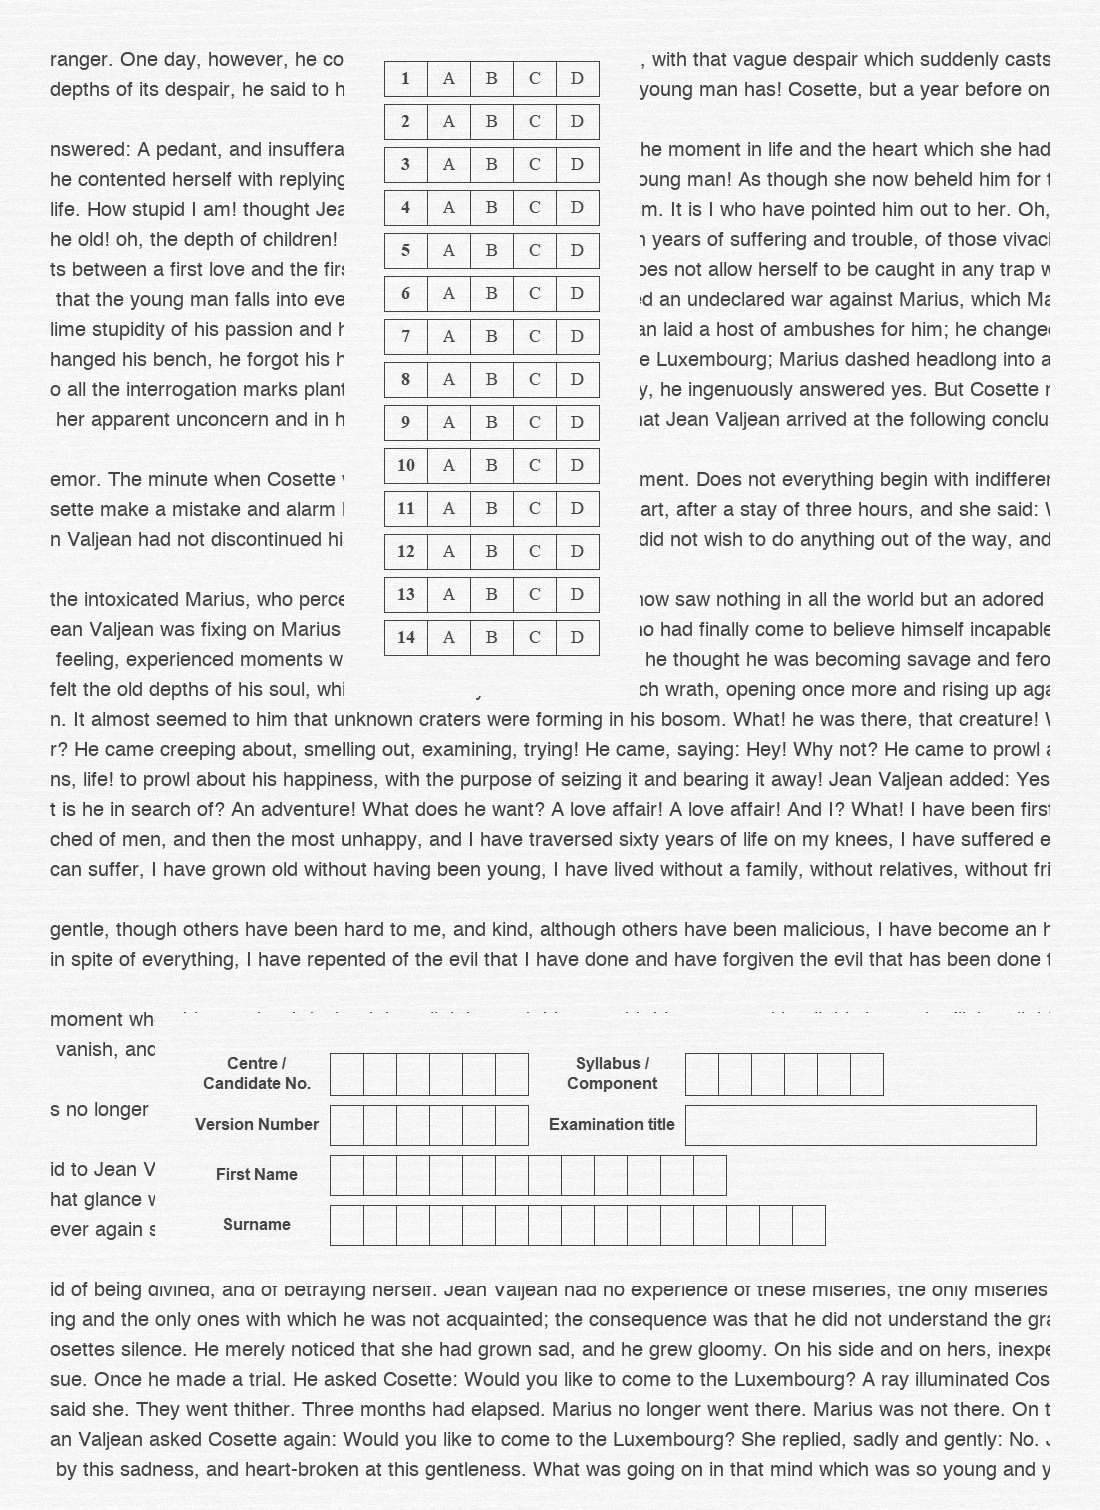 ranger. One day, however, he co , with that vague despair which suddenly casts
depths of its despair, he said to h young man has! Cosette, but a year before on
nswered: A pedant, and insuffera he moment in life and the heart which she had
he contented herself with replying oung man! As though she now beheld him for
life. How stupid I am! thought Jea m. It is I who have pointed him out to her. Oh,
he old! oh, the depth of children! years of suffering and trouble, of those vivaci
ts between a first love and the firs oes not allow herself to be caught in any trap
that the young man falls into eve ed an undeclared war against Marius, which Ma
lime stupidity of his passion and an laid a host of ambushes for him; he change
hanged his bench, he forgot his h e Luxembourg; Marius dashed headlong into a
o all the interrogation marks plant y, he ingenuously answered yes. But Cosette
her apparent unconcern and in h hat Jean Valjean arrived at the following conclu
emor. The minute when Cosette ment. Does not everything begin with indifferen
sette make a mistake and alarm art, after a stay of three hours, and she said:
n Valjean had not discontinued hi did not wish to do anything out of the way, and
the intoxicated Marius, who perce now saw nothing in all the world but an adored
ean Valjean was fixing on Marius ho had finally come to believe himself incapable
feeling, experienced moments w he thought he was becoming savage and fero
felt the old depths of his soul, whi ch wrath, opening once more and rising up aga
1 A B C D
2 A B C D
3 A B C D
4 A B C D
5 A B C D
6 A B C D
7 A B C D
8 A B C D
9 A B C D
10 A B C D
11 A B C D
12 A B C D
13 A B C D
14 A B C D
n. It almost seemed to him that unknown craters were forming in his bosom. What! he was there, that creature!
r? He came creeping about, smelling out, examining, trying! He came, saying: Hey! Why not? He came to prowl a
ns, life! to prowl about his happiness, with the purpose of seizing it and bearing it away! Jean Valjean added: Yes
t is he in search of? An adventure! What does he want? A love affair! A love affair! And I? What! I have been first
ched of men, and then the most unhappy, and I have traversed sixty years of life on my knees, I have suffered e
can suffer, I have grown old without having been young, I have lived without a family, without relatives, without fri
gentle, though others have been hard to me, and kind, although others have been malicious, I have become an h
in spite of everything, I have repented of the evil that I have done and have forgiven the evil that has been done
moment whe
vanish, and
s no longer
id to Jean V
hat glance w
ever again s
Centre /
Candidate No.
Syllabus /
Component
Version Number
Examination title
First Name
Surname
id of being divined, and of betraying herself. Jean Valjean had no experience of these miseries, the only miseries
ing and the only ones with which he was not acquainted; the consequence was that he did not understand the gra
osettes silence. He merely noticed that she had grown sad, and he grew gloomy. On his side and on hers, inexpe
sue. Once he made a trial. He asked Cosette: Would you like to come to the Luxembourg? A ray illuminated Cos
said she. They went thither. Three months had elapsed. Marius no longer went there. Marius was not there. On t
an Valjean asked Cosette again: Would you like to come to the Luxembourg? She replied, sadly and gently: No.
by this sadness, and heart-broken at this gentleness. What was going on in that mind which was so young and y